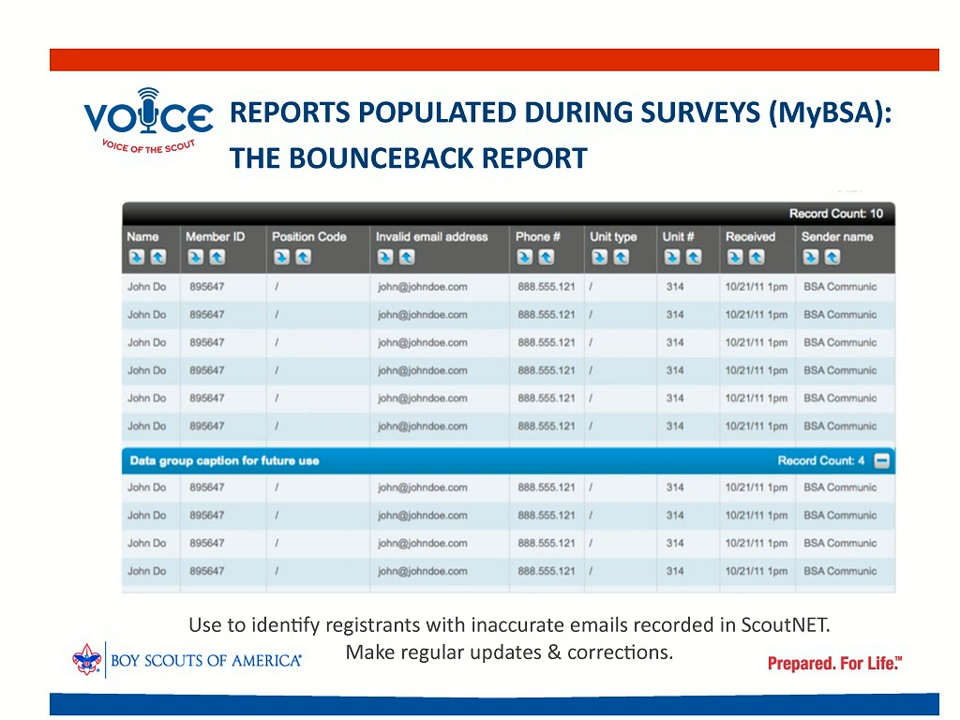 VOICE
VOICE OF THE SCOUT
REPORTS POPULATED DURING SURVEYS (MyBSA):
THE BOUNCEBACK REPORT
Record Count: 10
Name Member ID Position Code Invalid email address Phone # Unit type Unit # Received Sender name
John Do 895647 / john@johndoe.com 888.555.121 / 314 10/21/11 1pm BSA Communic
John Do 895647 / john@johndoe.com 888.555.121 / 314 10/21/11 1pm BSA Communic
John Do 895647 / john@johndoe.com 888.555.121 / 314 10/21/11 1pm BSA Communic
John Do 895647 / john@johndoe.com 888.555.121 / 314 10/21/11 1pm BSA Communic
John Do 895647 / john@johndoe.com 888.555.121 / 314 10/21/11 1pm BSA Communic
John Do 895647 / john@johndoe.com 888.555.121 / 314 10/21/11 1pm BSA Communic
Data group caption for future use Record Count: 4
John Do 895647 / john@johndoe.com 888.555.121 / 314 10/21/11 1pm BSA Communic
John Do 895647 / john@johndoe.com 888.555.121 / 314 10/21/11 1pm BSA Communic
John Do 895647 / john@johndoe.com 888.555.121 / 314 10/21/11 1pm BSA Communic
John Do 895647 / john@johndoe.com 888.555.121 / 314 10/21/11 1pm BSA Communic
Use to identify registrants with inaccurate emails recorded in ScoutNET.
Make regular updates & corrections.
BOY SCOUTS OF AMERICA®
Prepared. For Life.™